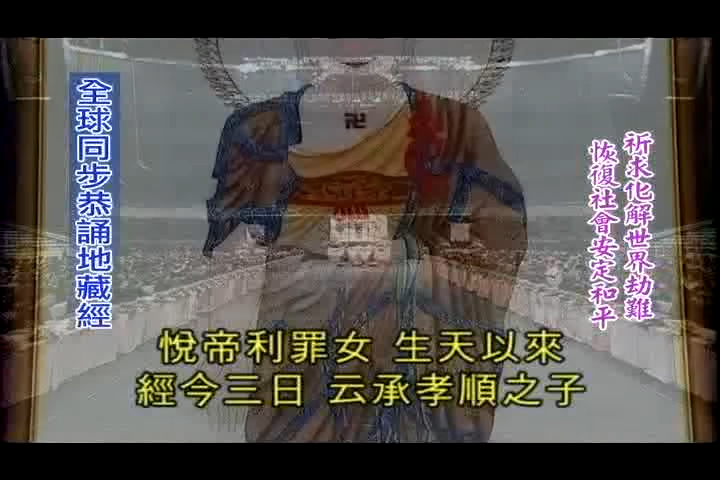 全球同步恭誦地藏經
祈求化解世界劫難
恢復社會安定和平
卍
悅帝利罪女 生天以來
經今三日 云承孝順之子